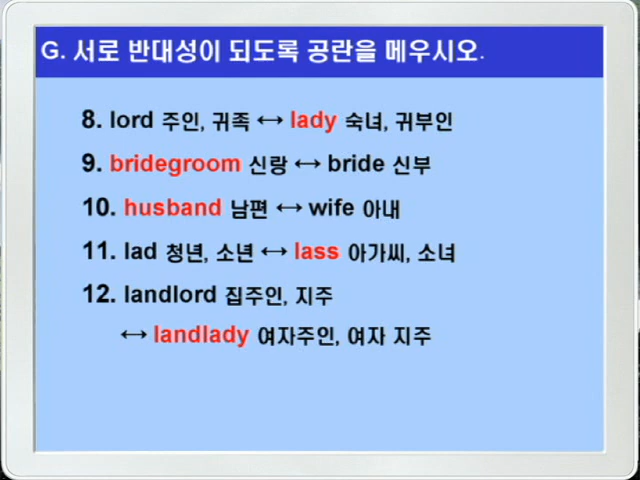 G. 서로 반대성이 되도록 공란을 메우시오.
8. lord 주인, 귀족 ↔ lady 숙녀, 귀부인
9. bridegroom 신랑 ↔ bride 신부
10. husband 남편 ↔ wife 아내
11. lad 청년, 소년 ↔ lass 아가씨, 소녀
12. landlord 집주인, 지주
↔ landlady 여자주인, 여자 지주